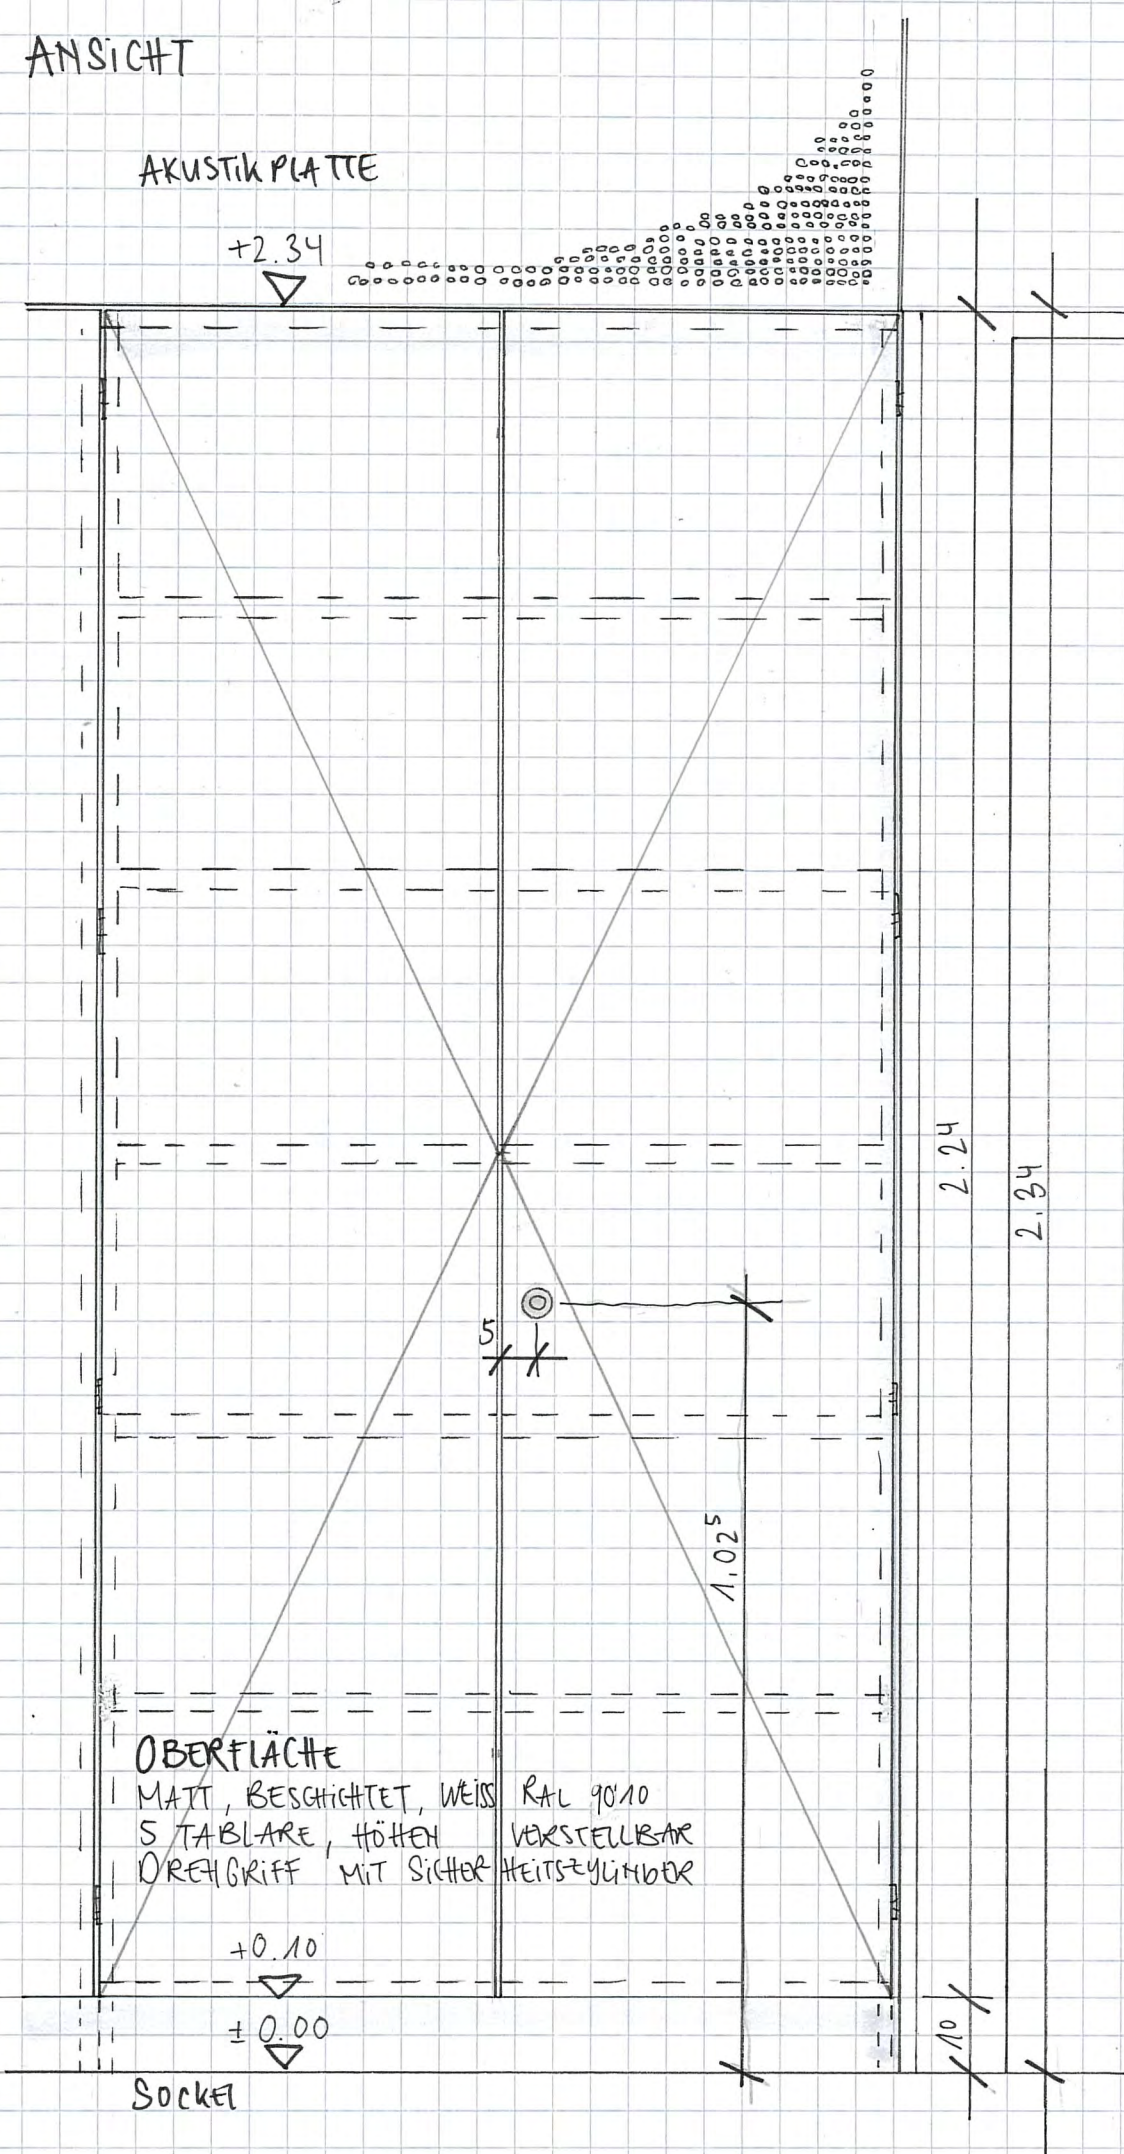 ANSICHT
AKUSTIKPLATTE
+2.34
2.24
2.34
5
1.02⁵
OBERFLÄCHE
MATT, BESCHICHTET, WEISS RAL 9010
5 TABLARE, HÖHEN VERSTELLBAR
DREHGRIFF MIT SICHERHEITSZYLINDER
+0.10
± 0.00
10
SOCKEL